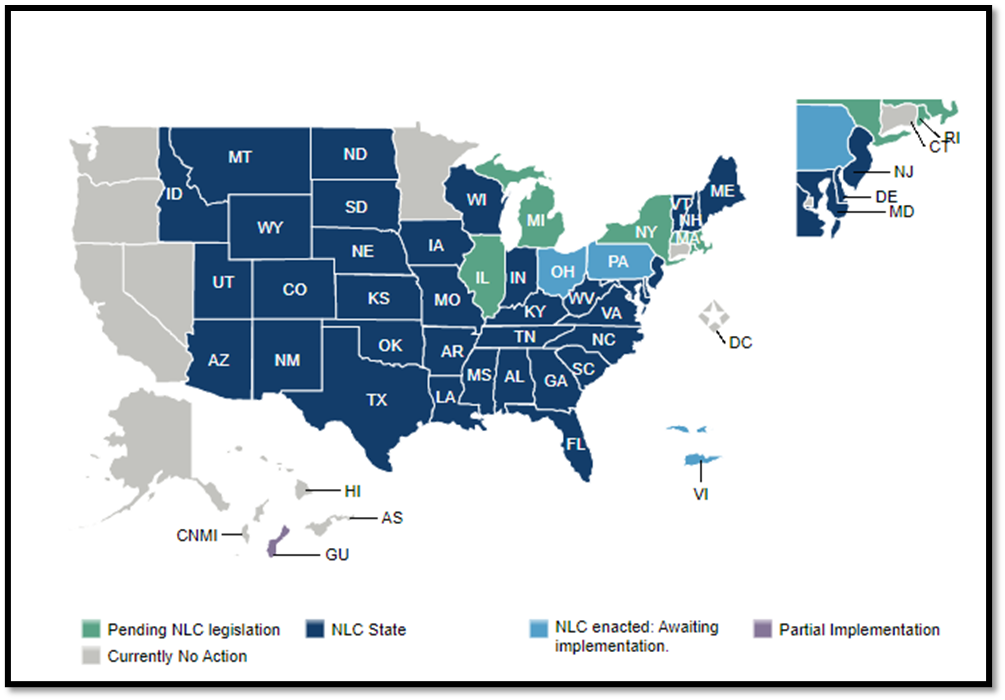 MT
ND
ID
SD
WY
WI
MI
ME
VT
NH
NY
MA
RI
CT
NJ
DE
MD
NE
IA
IL
IN
OH
PA
UT
CO
KS
MO
KY
WV
VA
DC
AZ
NM
OK
AR
TN
NC
SC
MS
AL
GA
TX
LA
FL
VI
HI
AS
CNMI
GU
Pending NLC legislation
NLC State
NLC enacted: Awaiting
implementation.
Partial Implementation
Currently No Action